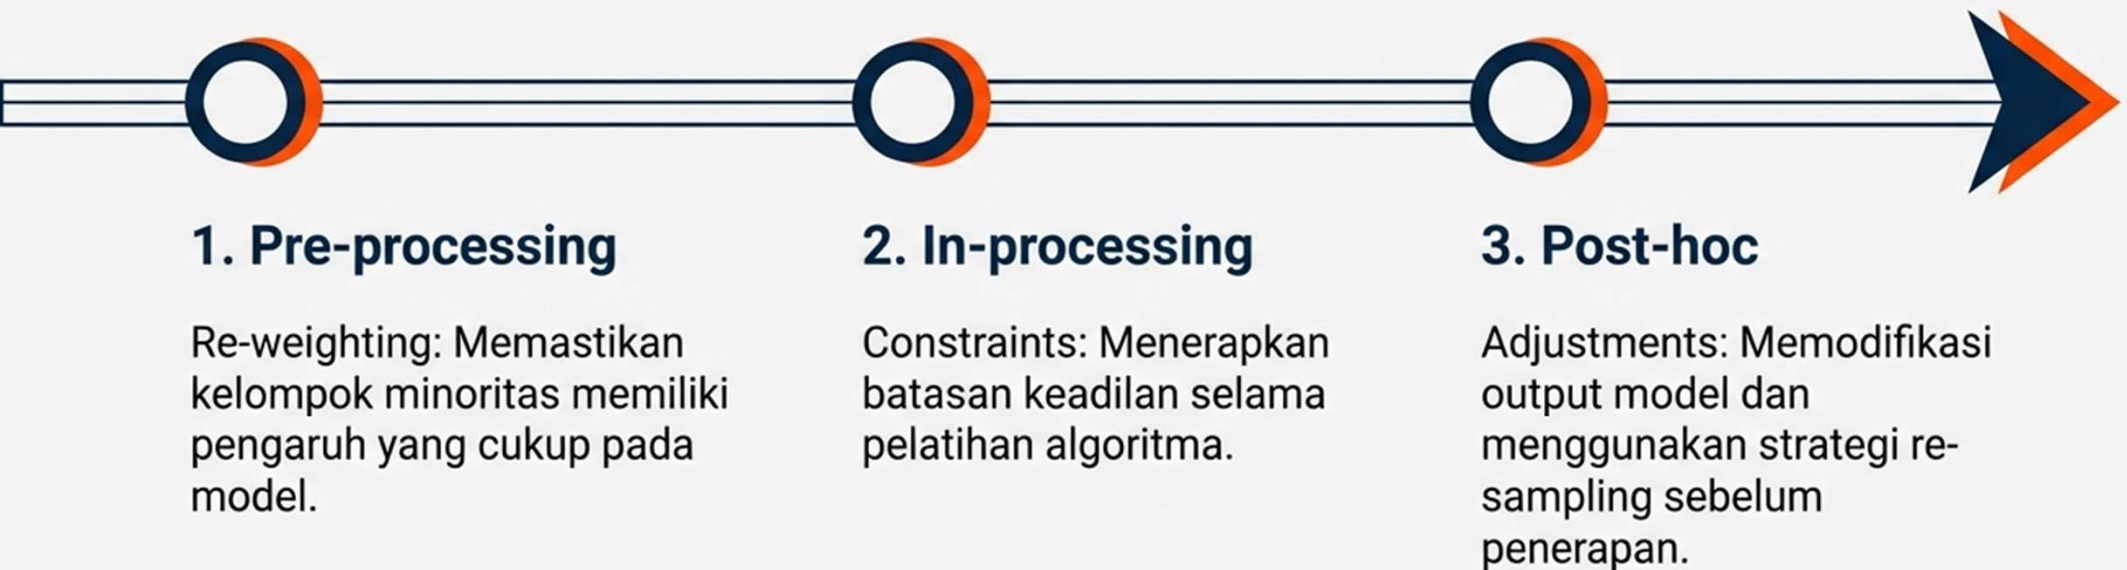 1. Pre-processing
Re-weighting: Memastikan
kelompok minoritas memiliki
pengaruh yang cukup pada
model.
2. In-processing
Constraints: Menerapkan
batasan keadilan selama
pelatihan algoritma.
3. Post-hoc
Adjustments: Memodifikasi
output model dan
menggunakan strategi re-
sampling sebelum
penerapan.